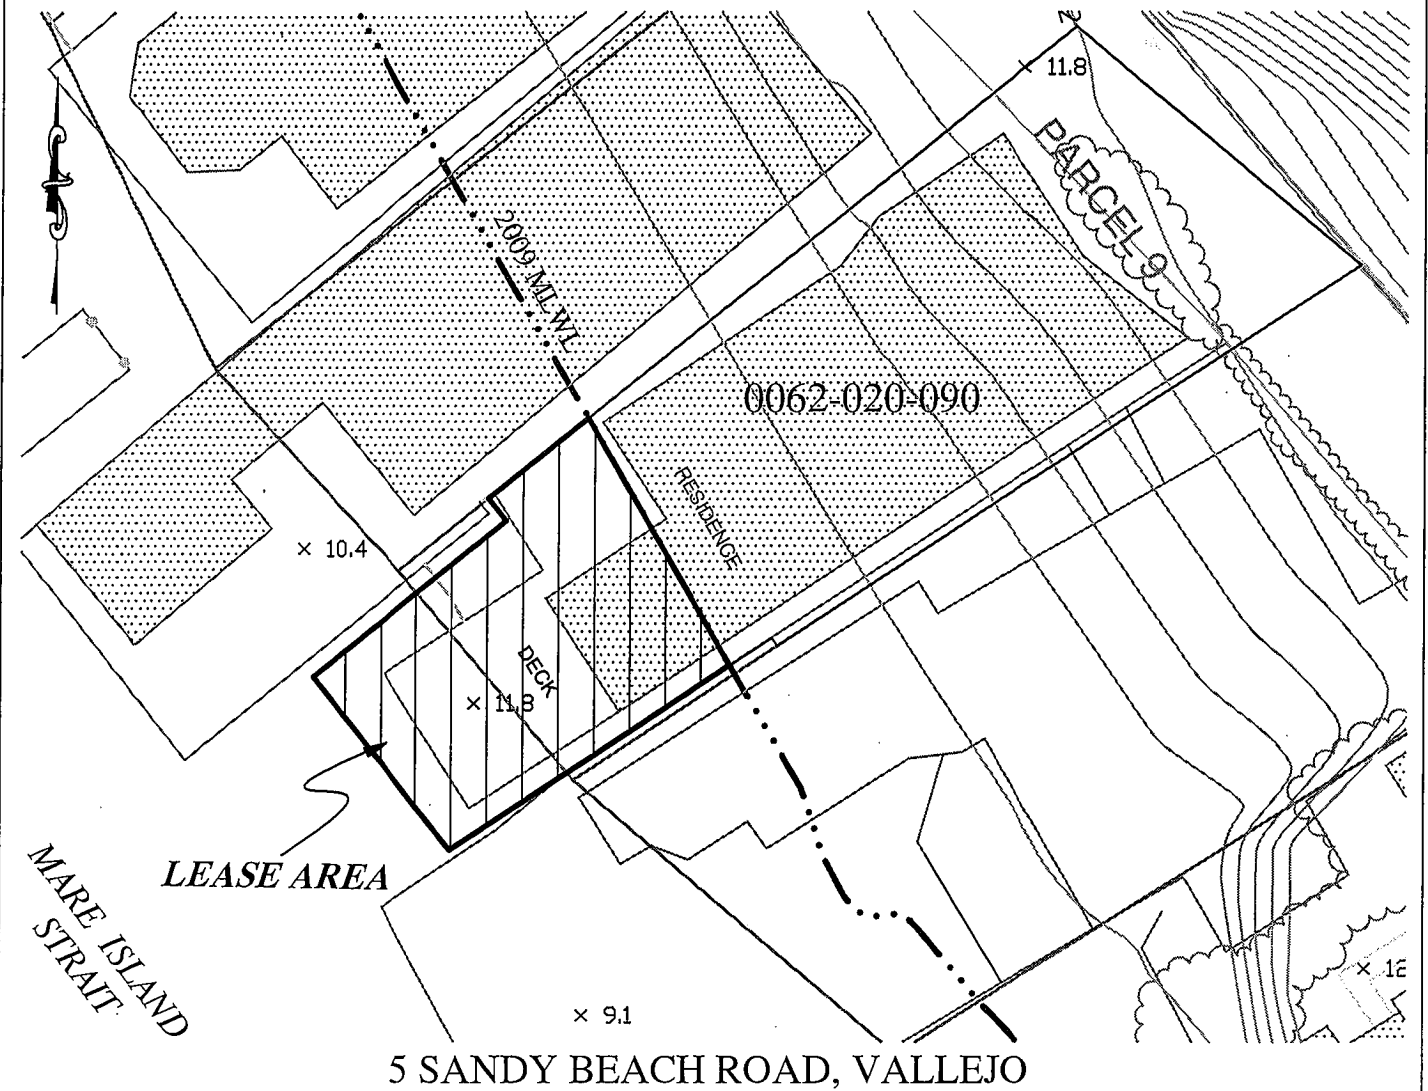 × 11.8
PARCEL 9
2009 MLWL
0062-020-090
RESIDENCE
× 10.4
DECK
× 11.8
LEASE AREA
MARE ISLAND
STRAIT
× 12
× 9.1
5 SANDY BEACH ROAD, VALLEJO